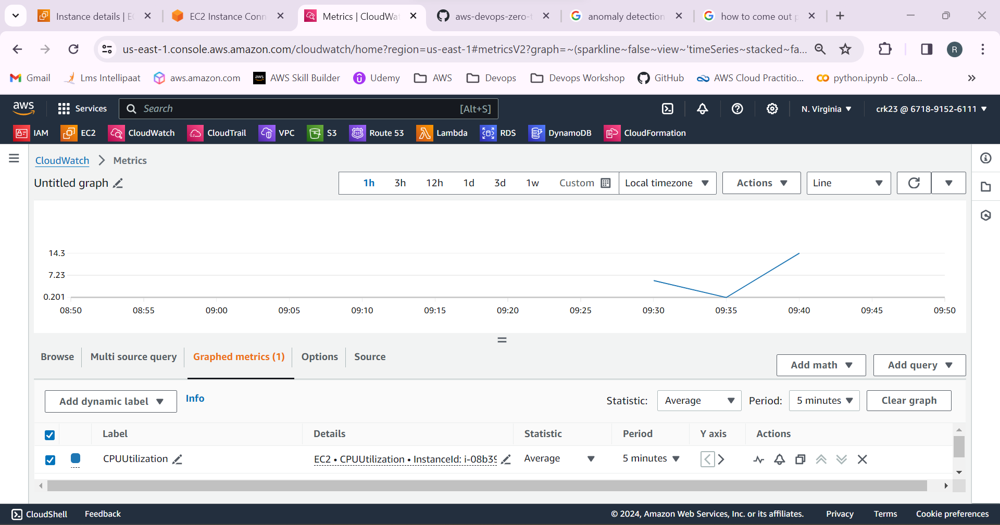 Instance details | EC
EC2 Instance Conn
Metrics | CloudWat
aws-devops-zero-t
anomaly detection
how to come out p
us-east-1.console.aws.amazon.com/cloudwatch/home?region=us-east-1#metricsV2?graph=~(sparkline~false~view~'timeSeries~stacked~fa...
R
Gmail
Lms Intellipaat
aws.amazon.com
aws
AWS Skill Builder
Udemy
AWS
Devops
Devops Workshop
GitHub
AWS Cloud Practitio...
python.ipynb - Cola...
aws
Services
Search
[Alt+S]
N. Virginia
crk23 @ 6718-9152-6111
IAM
EC2
CloudWatch
CloudTrail
VPC
S3
53
Route 53
Lambda
RDS
DynamoDB
CloudFormation
CloudWatch
Metrics
Untitled graph
1h
3h
12h
1d
3d
1w
Custom
Local timezone
Actions
Line
14.3
7.23
0.201
08:50
08:55
09:00
09:05
09:10
09:15
09:20
09:25
09:30
09:35
09:40
09:45
09:50
Browse
Multi source query
Graphed metrics (1)
Options
Source
Add math
Add query
Add dynamic label
Info
Statistic:
Average
Period:
5 minutes
Clear graph
Label
Details
Statistic
Period
Y axis
Actions
CPUUtilization
EC2 • CPUUtilization • InstanceId: i-08b39
Average
5 minutes
CloudShell
Feedback
© 2024, Amazon Web Services, Inc. or its affiliates.
Privacy
Terms
Cookie preferences